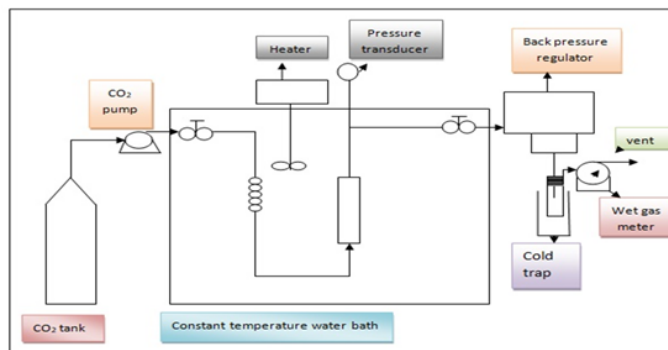 Pressure
transducer
Heater
Back pressure
regulator
CO₂
pump
vent
Wet gas
meter
Cold
trap
CO₂ tank
Constant temperature water bath